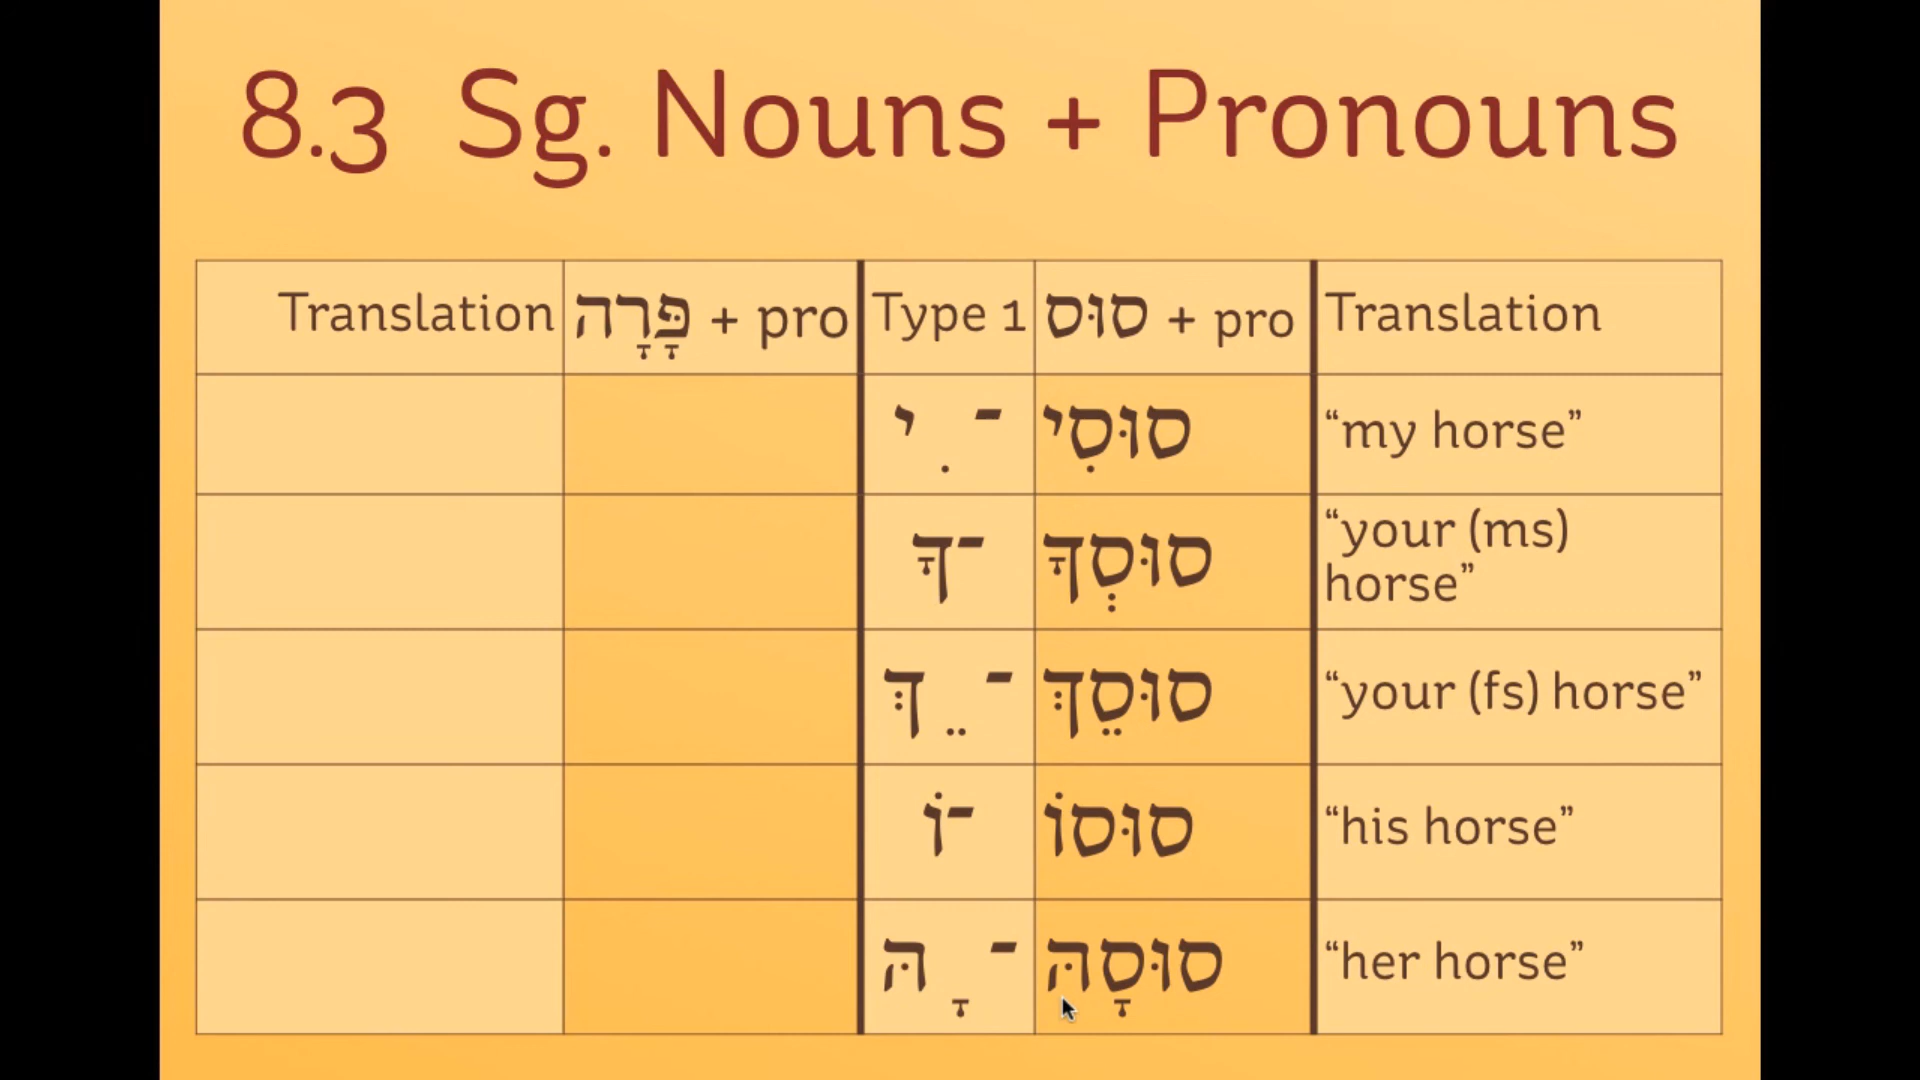 8.3 Sg. Nouns + Pronouns
Translation פָּרָה + pro Type 1 סוּס + pro Translation
־ ִי סוּסִי “my horse”
־ךָ סוּסְךָ “your (ms)
horse”
־ ֵךְ סוּסֵךְ “your (fs) horse”
־וֹ סוּסוֹ “his horse”
־ ָהּ סוּסָהּ “her horse”